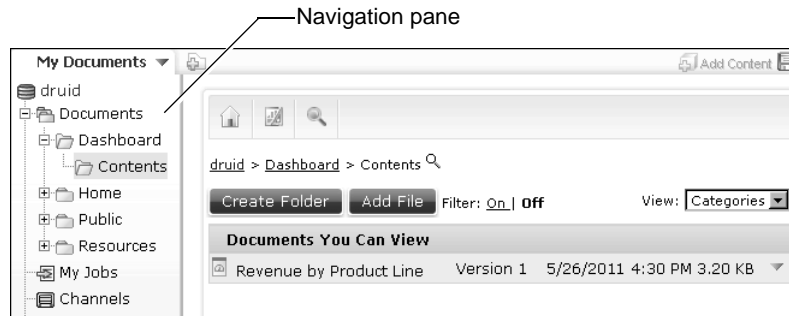 Navigation pane
My Documents
Add Content
druid
Documents
Dashboard
Contents
Home
Public
Resources
My Jobs
Channels
druid > Dashboard > Contents
Create Folder Add File Filter: On | Off View: Categories
Documents You Can View
Revenue by Product Line Version 1 5/26/2011 4:30 PM 3.20 KB